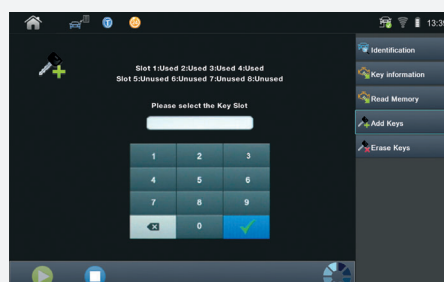 13:39
Slot 1:Used 2:Used 3:Used 4:Used
Slot 5:Unused 6:Unused 7:Unused 8:Unused
Please select the Key Slot
1 2 3
4 5 6
7 8 9
0
Identification
Key information
Read Memory
Add Keys
Erase Keys